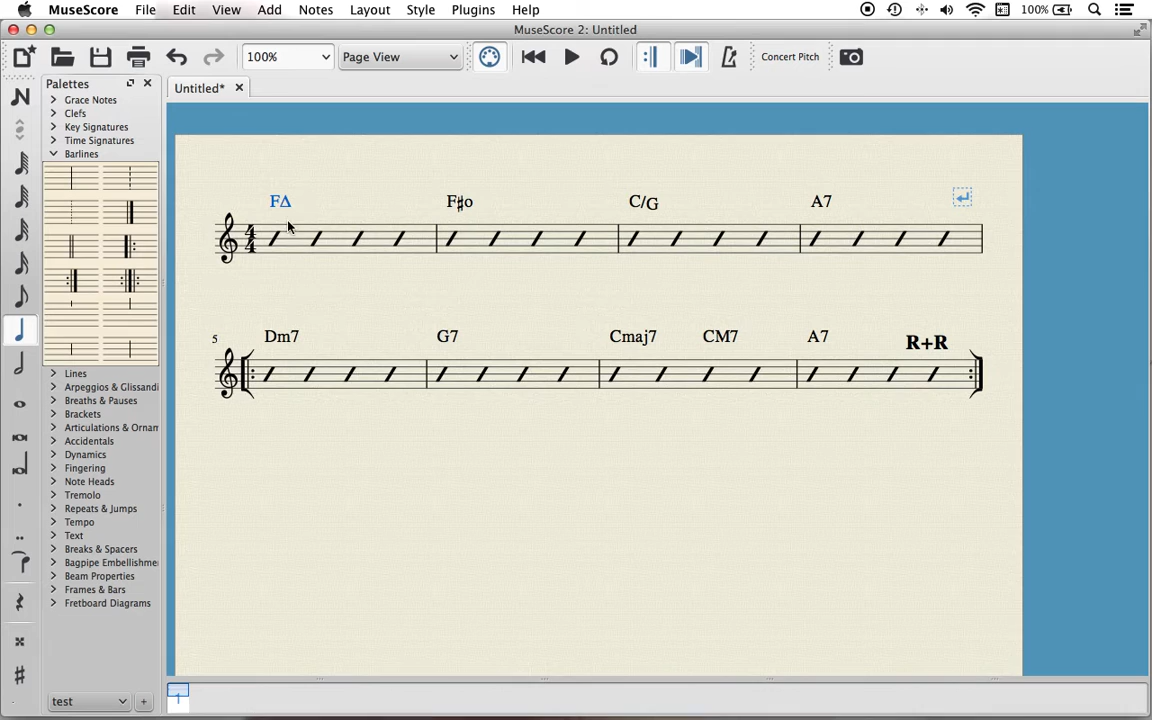 MuseScore File Edit View Add Notes Layout Style Plugins Help 100%
MuseScore 2: Untitled
100% Page View Concert Pitch
Palettes Untitled*
Grace Notes
Clefs
Key Signatures
Time Signatures
Barlines
FΔ F♯o C/G A7
4
4
5 Dm7 G7 Cmaj7 CM7 A7 R+R
Lines
Arpeggios & Glissandi
Breaths & Pauses
Brackets
Articulations & Ornam
Accidentals
Dynamics
Fingering
Note Heads
Tremolo
Repeats & Jumps
Tempo
Text
Breaks & Spacers
Bagpipe Embellishme
Beam Properties
Frames & Bars
Fretboard Diagrams
test +
1